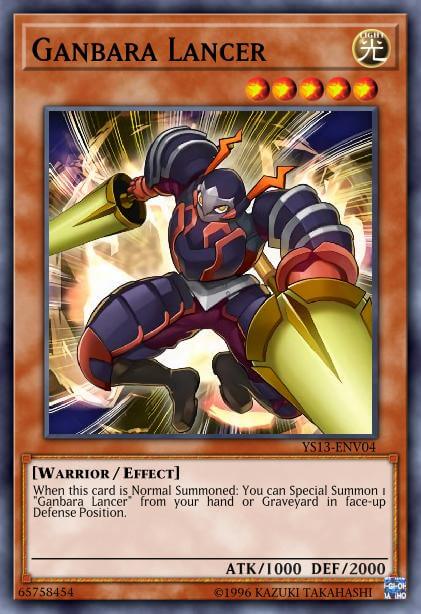 GANBARA LANCER
LIGHT
光
YS13-ENV04
[WARRIOR / EFFECT]
When this card is Normal Summoned: You can Special Summon 1
"Ganbara Lancer" from your hand or Graveyard in face-up
Defense Position.
ATK/1000 DEF/2000
65758454
©1996 KAZUKI TAKAHASHI